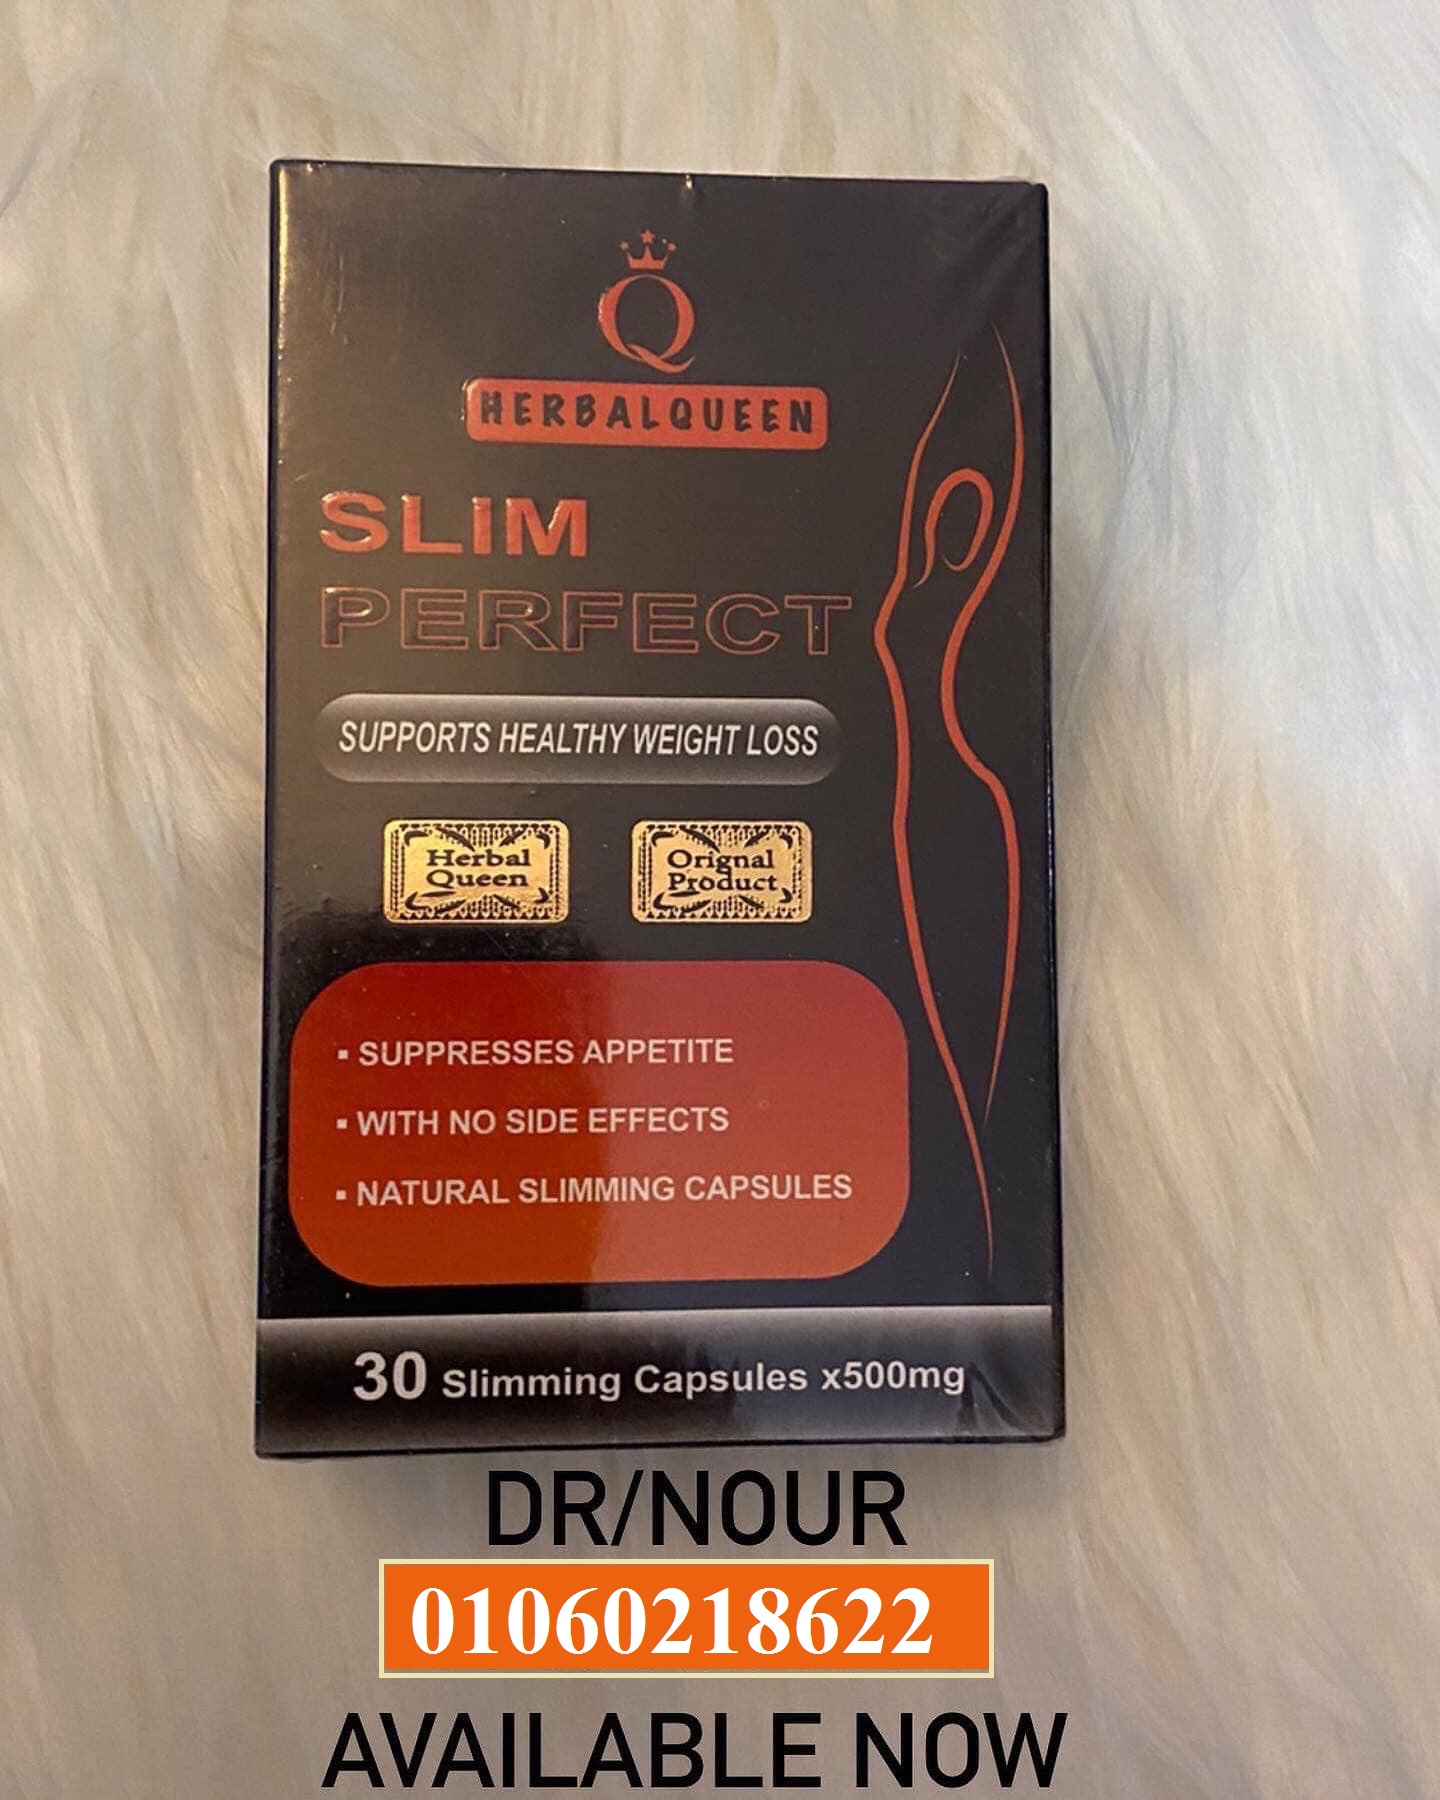 Q
HERBALQUEEN
SLIM
PERFECT
SUPPORTS HEALTHY WEIGHT LOSS
Herbal
Queen
Orignal
Product
▪ SUPPRESSES APPETITE
▪ WITH NO SIDE EFFECTS
▪ NATURAL SLIMMING CAPSULES
30 Slimming Capsules x500mg
DR/NOUR
01060218622
AVAILABLE NOW